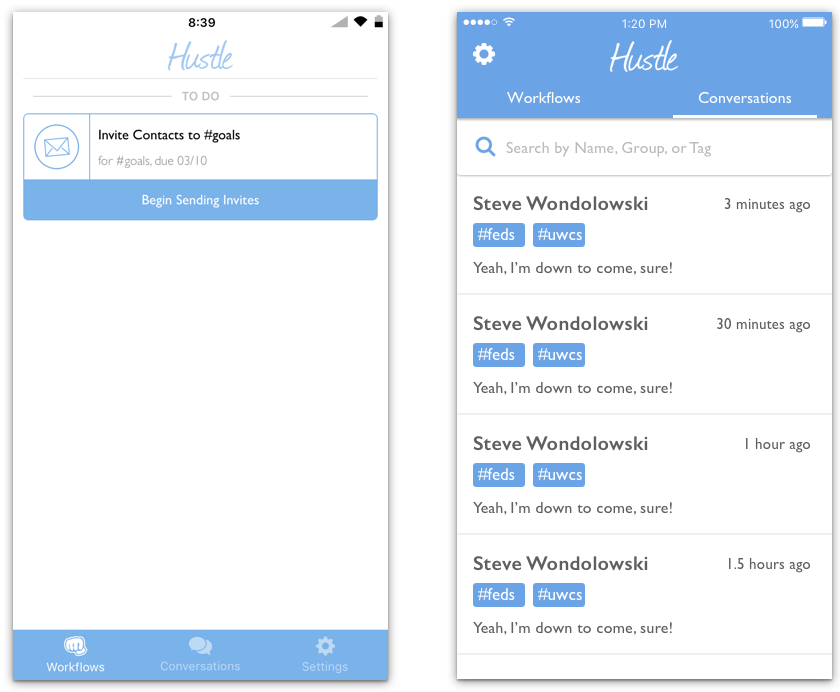 8:39
Hustle
TO DO
Invite Contacts to #goals
for #goals, due 03/10
Begin Sending Invites
Workflows
Conversations
Settings
1:20 PM
100%
Hustle
Workflows
Conversations
Search by Name, Group, or Tag
Steve Wondolowski
3 minutes ago
#feds
#uwcs
Yeah, I’m down to come, sure!
Steve Wondolowski
30 minutes ago
#feds
#uwcs
Yeah, I’m down to come, sure!
Steve Wondolowski
1 hour ago
#feds
#uwcs
Yeah, I’m down to come, sure!
Steve Wondolowski
1.5 hours ago
#feds
#uwcs
Yeah, I’m down to come, sure!